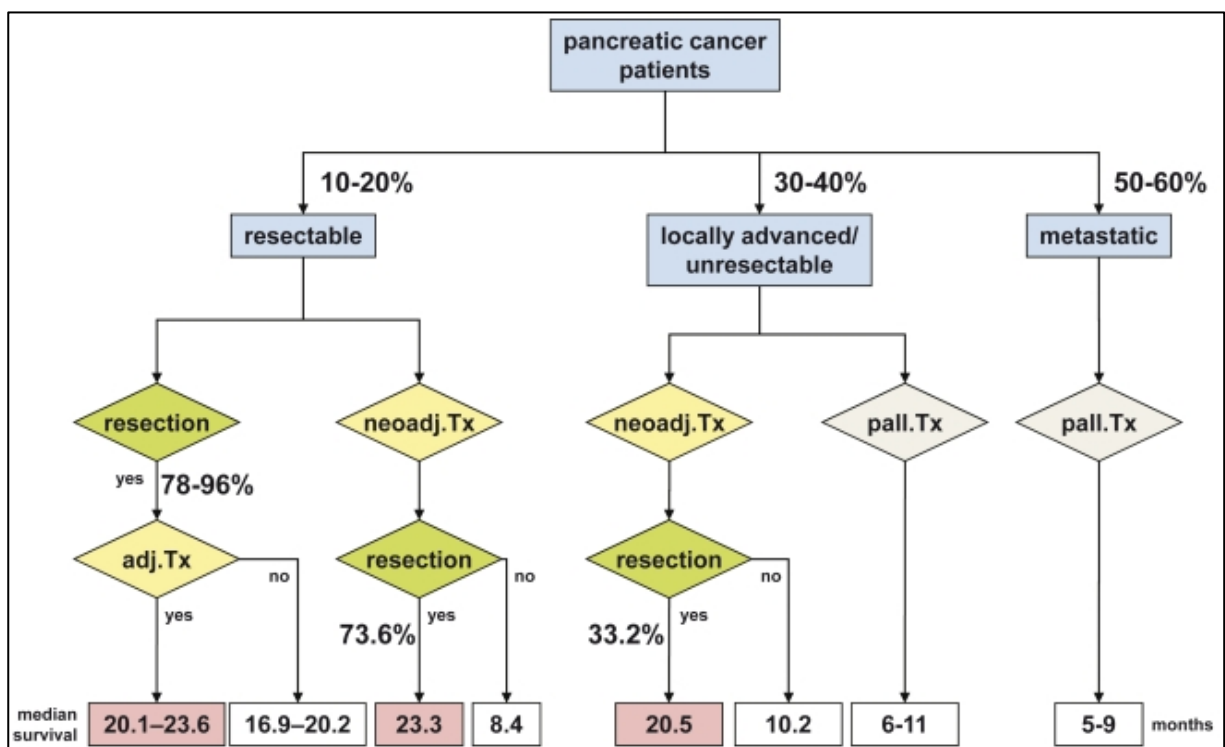 pancreatic cancer
patients
10-20%
30-40%
50-60%
resectable
locally advanced/
unresectable
metastatic
resection
neoadj.Tx
neoadj.Tx
pall.Tx
pall.Tx
yes
78-96%
adj.Tx
no
resection
no
resection
no
yes
73.6%
yes
33.2%
yes
median
survival
20.1–23.6
16.9–20.2
23.3
8.4
20.5
10.2
6-11
5-9
months